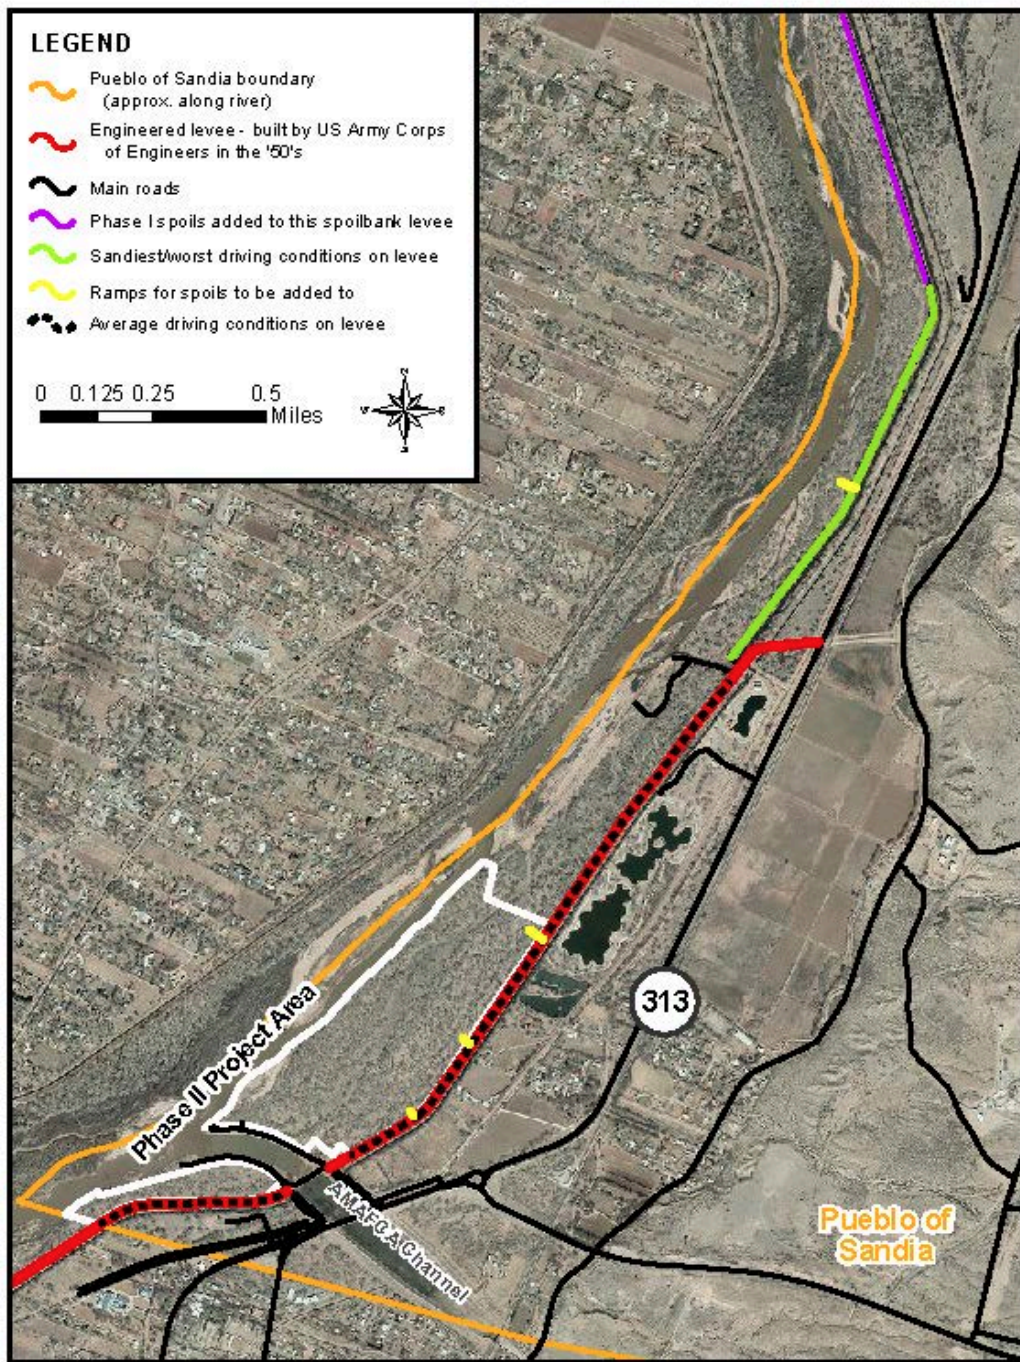 LEGEND
Pueblo of Sandia boundary
(approx. along river)
Engineered levee - built by US Army Corps
of Engineers in the '50's
Main roads
Phase I spoils added to this spoilbank levee
Sandiest/worst driving conditions on levee
Ramps for spoils to be added to
Average driving conditions on levee
0 0.125 0.25 0.5
Miles
N
W E
S
313
Phase II Project Area
AMAFCA Channel
Pueblo of
Sandia